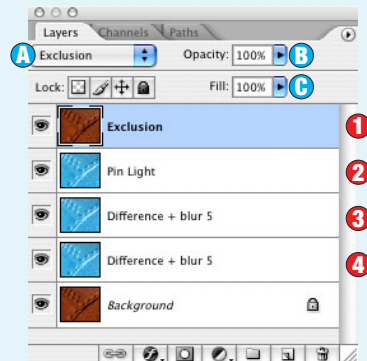 Layers Channels Paths
A Exclusion Opacity: 100% B
Lock: Fill: 100% C
Exclusion 1
Pin Light 2
Difference + blur 5 3
Difference + blur 5 4
Background